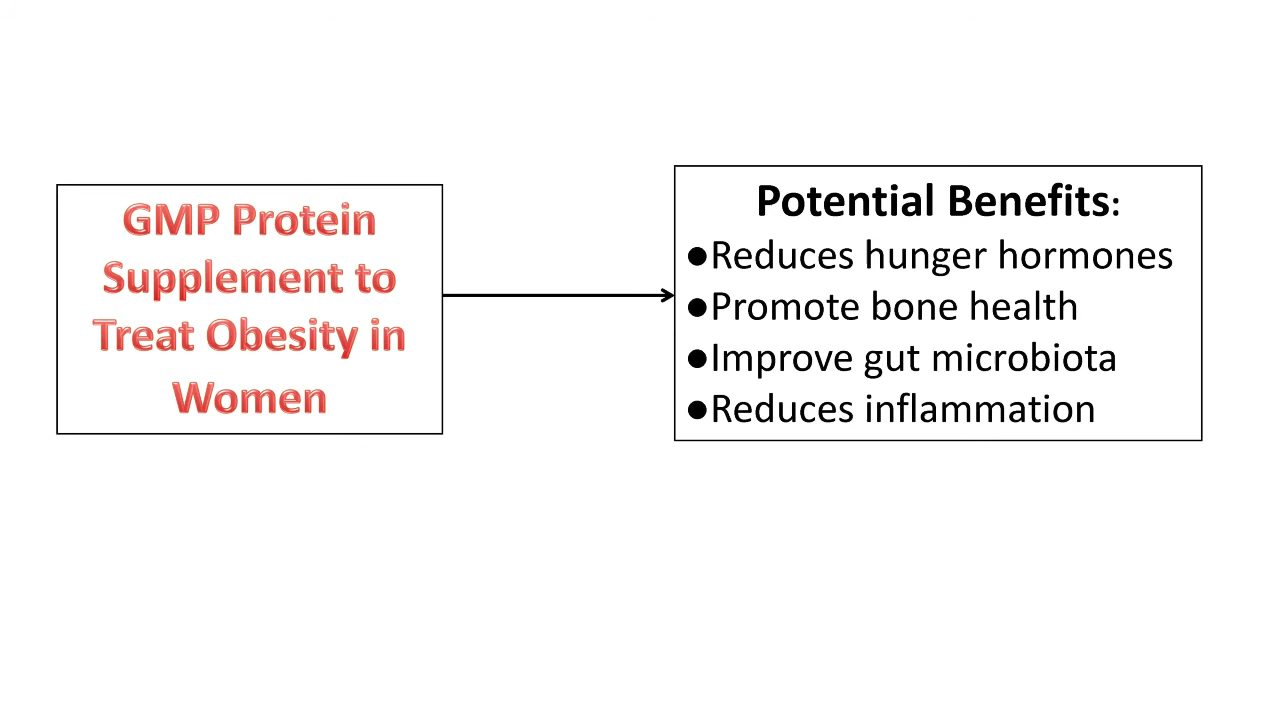 GMP Protein
Supplement to
Treat Obesity in
Women
Potential Benefits:
●Reduces hunger hormones
●Promote bone health
●Improve gut microbiota
●Reduces inflammation